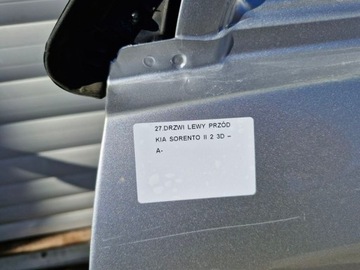 27.DRZWI LEWY PRZÓD
KIA SORENTO II 2 3D –
A-